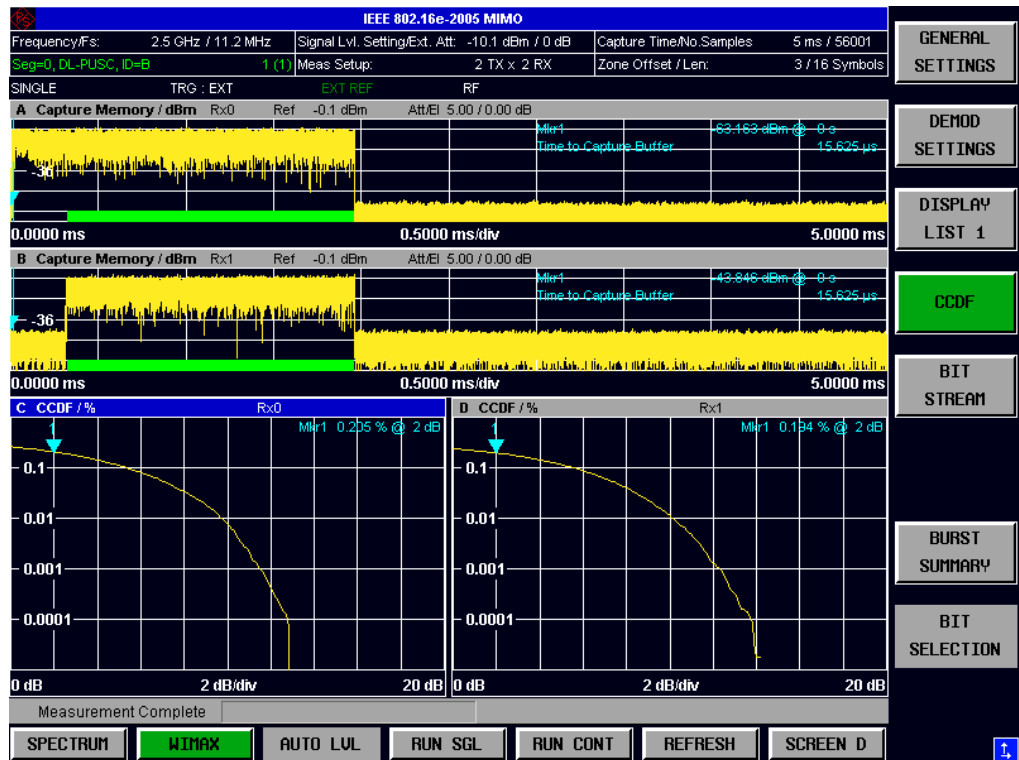 IEEE 802.16e-2005 MIMO
Frequency/Fs: 2.5 GHz / 11.2 MHz Signal Lvl. Setting/Ext. Att: -10.1 dBm / 0 dB Capture Time/No.Samples 5 ms / 56001
Seg=0, DL-PUSC, ID=B 1 (1) Meas Setup: 2 TX x 2 RX Zone Offset / Len: 3 / 16 Symbols
SINGLE TRG : EXT EXT REF RF
A Capture Memory / dBm Rx0 Ref -0.1 dBm Att/El 5.00 / 0.00 dB
Mkr1 -63.163 dBm @ 0 s
Time to Capture Buffer 15.625 µs
-36
0.0000 ms 0.5000 ms/div 5.0000 ms
B Capture Memory / dBm Rx1 Ref -0.1 dBm Att/El 5.00 / 0.00 dB
Mkr1 -43.846 dBm @ 0 s
Time to Capture Buffer 15.625 µs
-36
0.0000 ms 0.5000 ms/div 5.0000 ms
C CCDF / % Rx0
1 Mkr1 0.205 % @ 2 dB
0.1
0.01
0.001
0.0001
0 dB 2 dB/div 20 dB
D CCDF / % Rx1
1 Mkr1 0.194 % @ 2 dB
0.1
0.01
0.001
0.0001
0 dB 2 dB/div 20 dB
Measurement Complete
SPECTRUM WIMAX AUTO LVL RUN SGL RUN CONT REFRESH SCREEN D
GENERAL
SETTINGS
DEMOD
SETTINGS
DISPLAY
LIST 1
CCDF
BIT
STREAM
BURST
SUMMARY
BIT
SELECTION